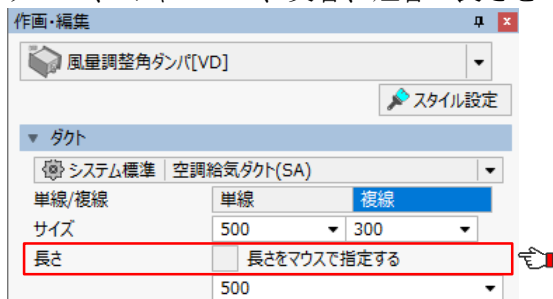 作画・編集
風量調整角ダンパ[VD]
スタイル設定
ダクト
システム標準 空調給気ダクト(SA)
単線/複線 単線 複線
サイズ 500 300
長さ 長さをマウスで指定する
500